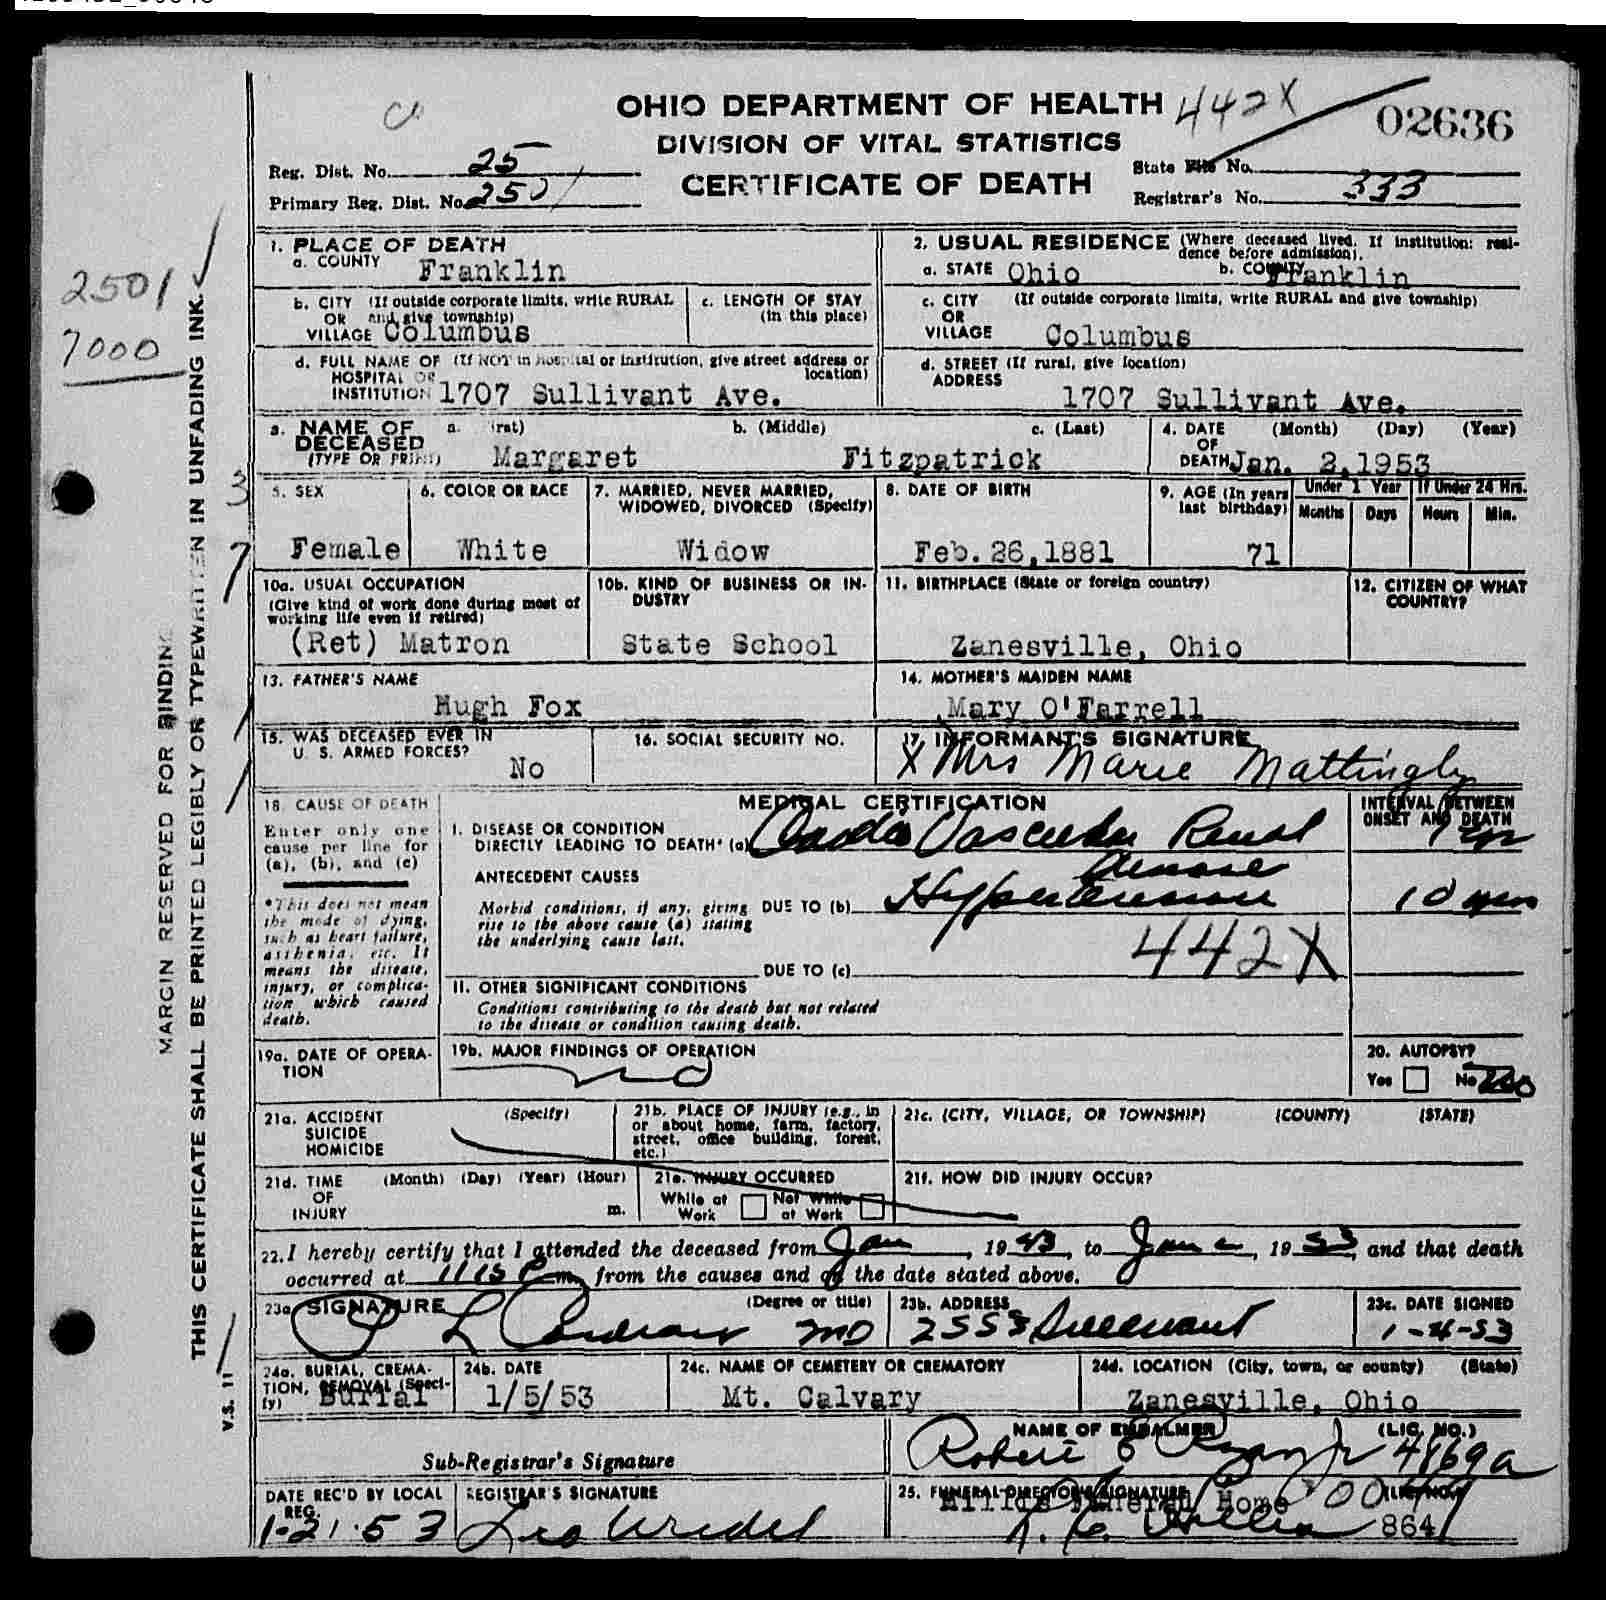 OHIO DEPARTMENT OF HEALTH 442X
DIVISION OF VITAL STATISTICS 02636
CERTIFICATE OF DEATH
Reg. Dist. No. 25 State File No.
Primary Reg. Dist. No. 2501 Registrar's No. 333
2501
7000
MARGIN RESERVED FOR BINDING
THIS CERTIFICATE SHALL BE PRINTED LEGIBLY OR TYPEWRITTEN IN UNFADING INK.
V.S. 11
1. PLACE OF DEATH
a. COUNTY Franklin
2. USUAL RESIDENCE (Where deceased lived. If institution: residence before admission).
a. STATE Ohio b. COUNTY Franklin
b. CITY (If outside corporate limits, write RURAL
OR and give township)
VILLAGE Columbus
c. LENGTH OF STAY
(in this place)
c. CITY (If outside corporate limits, write RURAL and give township)
OR
VILLAGE Columbus
d. FULL NAME OF (If NOT in hospital or institution, give street address or location)
HOSPITAL OR
INSTITUTION 1707 Sullivant Ave.
d. STREET (If rural, give location)
ADDRESS
1707 Sullivant Ave.
3. NAME OF DECEASED
(TYPE OR PRINT)
a. (First) b. (Middle) c. (Last)
Margaret Fitzpatrick
4. DATE OF DEATH (Month) (Day) (Year)
Jan. 2,1953
5. SEX
Female
6. COLOR OR RACE
White
7. MARRIED, NEVER MARRIED,
WIDOWED, DIVORCED (Specify)
Widow
8. DATE OF BIRTH
Feb.26,1881
9. AGE (In years
last birthday)
71
Under 1 Year If Under 24 Hrs.
Months Days Hours Min.
10a. USUAL OCCUPATION
(Give kind of work done during most of
working life even if retired)
(Ret) Matron
10b. KIND OF BUSINESS OR INDUSTRY
State School
11. BIRTHPLACE (State or foreign country)
Zanesville, Ohio
12. CITIZEN OF WHAT
COUNTRY?
13. FATHER'S NAME
Hugh Fox
14. MOTHER'S MAIDEN NAME
Mary O'Farrell
15. WAS DECEASED EVER IN
U. S. ARMED FORCES?
No
16. SOCIAL SECURITY NO.
17. INFORMANT'S SIGNATURE
X Mrs Marie Mattingly
18. CAUSE OF DEATH
Enter only one
cause per line for
(a), (b), and (c)
*This does not mean
the mode of dying,
such as heart failure,
asthenia, etc. It
means the disease,
injury, or complica-
tion which caused
death.
MEDICAL CERTIFICATION
INTERVAL BETWEEN
ONSET AND DEATH
I. DISEASE OR CONDITION
DIRECTLY LEADING TO DEATH* (a) Cardio Vascular Renal
Disease
1 yr
ANTECEDENT CAUSES
Morbid conditions, if any, giving DUE TO (b) Hypertension 10 yrs
rise to the above cause (a) stating
the underlying cause last.
442X
DUE TO (c)
II. OTHER SIGNIFICANT CONDITIONS
Conditions contributing to the death but not related
to the disease or condition causing death.
19a. DATE OF OPERA-
TION
19b. MAJOR FINDINGS OF OPERATION
no
20. AUTOPSY?
Yes No no
21a. ACCIDENT (Specify)
SUICIDE
HOMICIDE
21b. PLACE OF INJURY (e.g., in
or about home, farm, factory,
street, office building, forest,
etc.)
21c. (CITY, VILLAGE, OR TOWNSHIP) (COUNTY) (STATE)
21d. TIME (Month) (Day) (Year) (Hour)
OF
INJURY m.
21e. INJURY OCCURRED
While at Work Not While at Work
21f. HOW DID INJURY OCCUR?
22. I hereby certify that I attended the deceased from Jan, 1943, to Jan 2, 1953, and that death
occurred at 1115 P m., from the causes and on the date stated above.
23a. SIGNATURE (Degree or title)
MD
23b. ADDRESS
2558 Sullivant
23c. DATE SIGNED
1-4-53
24a. BURIAL, CREMA-
TION, REMOVAL (Speci-
fy) Burial
24b. DATE
1/5/53
24c. NAME OF CEMETERY OR CREMATORY
Mt. Calvary
24d. LOCATION (City, town, or county) (State)
Zanesville, Ohio
Sub-Registrar's Signature
NAME OF EMBALMER (LIC. NO.)
Robert E Ryan Jr 4869a
DATE REC'D BY LOCAL
REG.
1-21-53
REGISTRAR'S SIGNATURE
25. FUNERAL DIRECTOR'S SIGNATURE (LIC. NO.)
Funeral Home
864